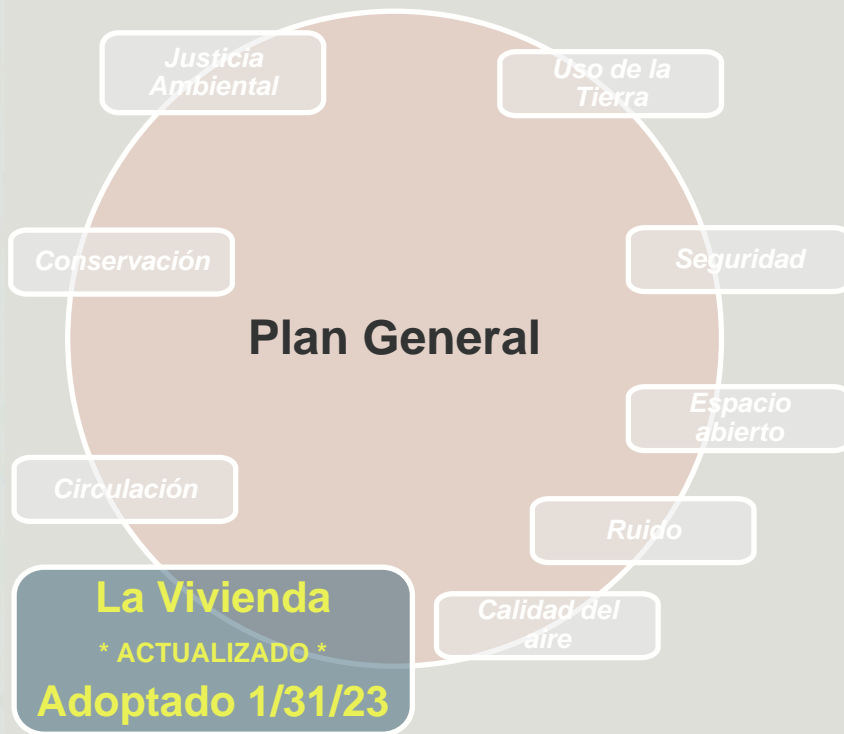 Justicia
Ambiental
Uso de la
Tierra
Conservación
Seguridad
Plan General
Espacio
abierto
Circulación
Ruido
La Vivienda
* ACTUALIZADO *
Adoptado 1/31/23
Calidad del
aire